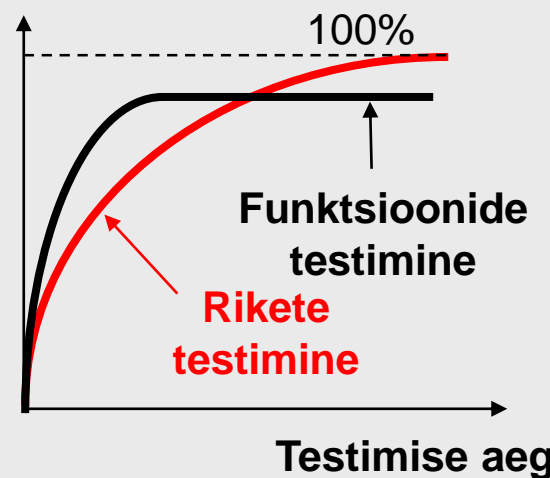 100%
Funktsioonide
testimine
Rikete
testimine
Testimise aeg